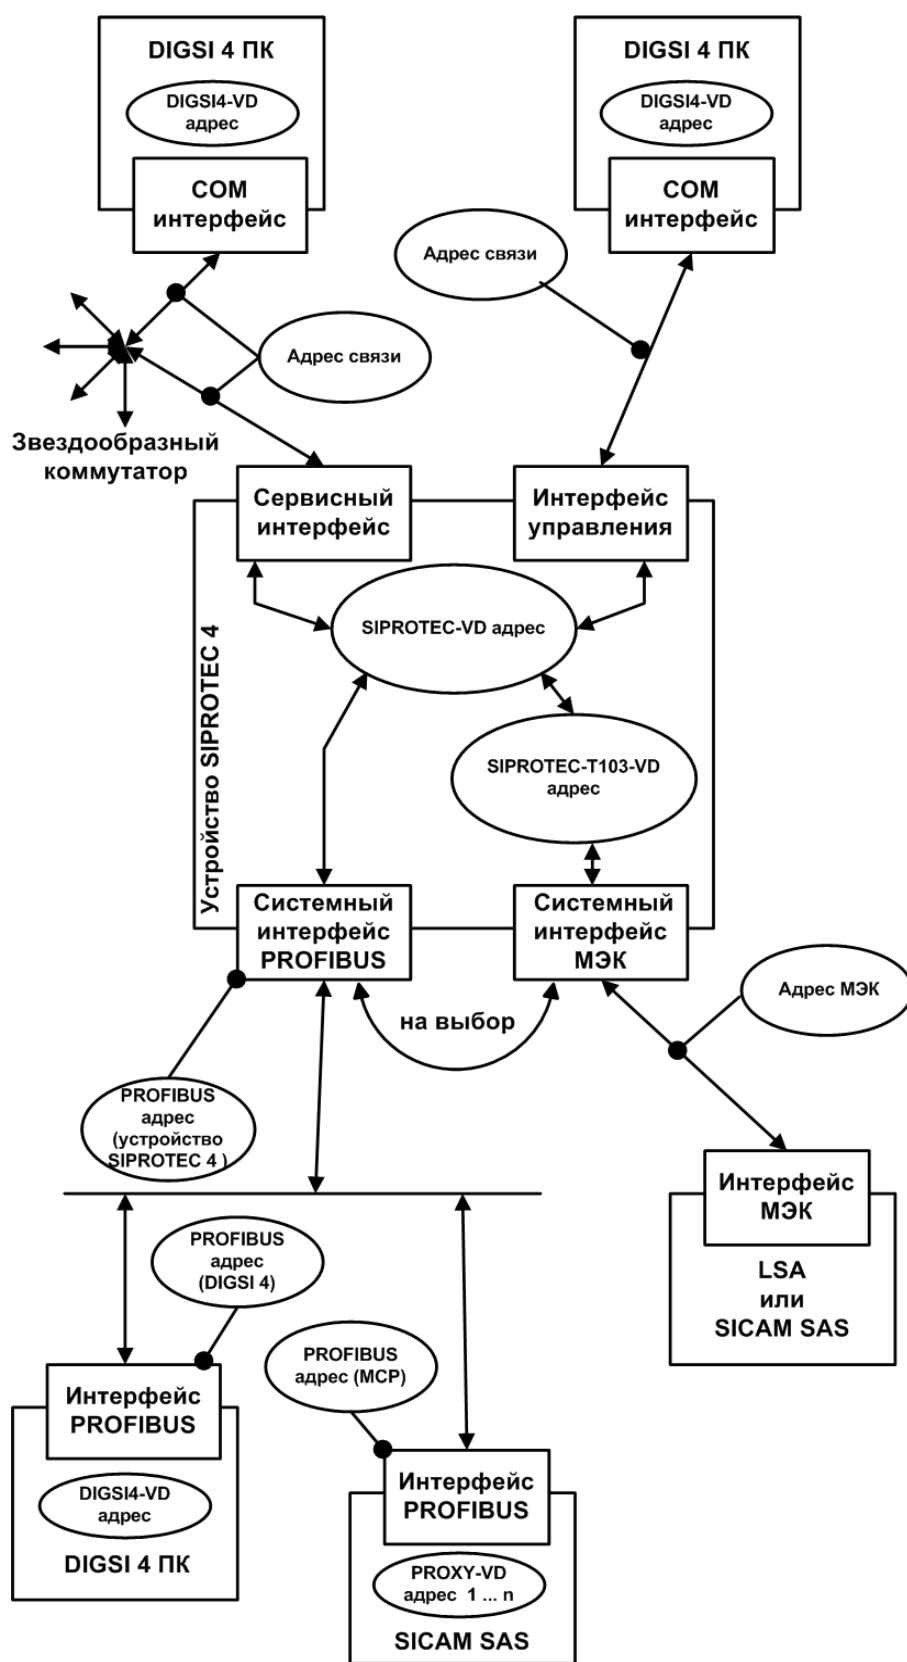 DIGSI 4 ПК
DIGSI4-VD
адрес
COM
интерфейс
DIGSI 4 ПК
DIGSI4-VD
адрес
COM
интерфейс
Адрес связи
Адрес связи
Звездообразный
коммутатор
Сервисный
интерфейс
Интерфейс
управления
Устройство SIPROTEC 4
SIPROTEC-VD адрес
SIPROTEC-T103-VD
адрес
Системный
интерфейс
PROFIBUS
Системный
интерфейс
МЭК
на выбор
Адрес МЭК
PROFIBUS
адрес
(устройство
SIPROTEC 4 )
Интерфейс
МЭК
LSA
или
SICAM SAS
PROFIBUS
адрес
(DIGSI 4)
PROFIBUS
адрес (MCP)
Интерфейс
PROFIBUS
DIGSI4-VD
адрес
DIGSI 4 ПК
Интерфейс
PROFIBUS
PROXY-VD
адрес 1 ... n
SICAM SAS